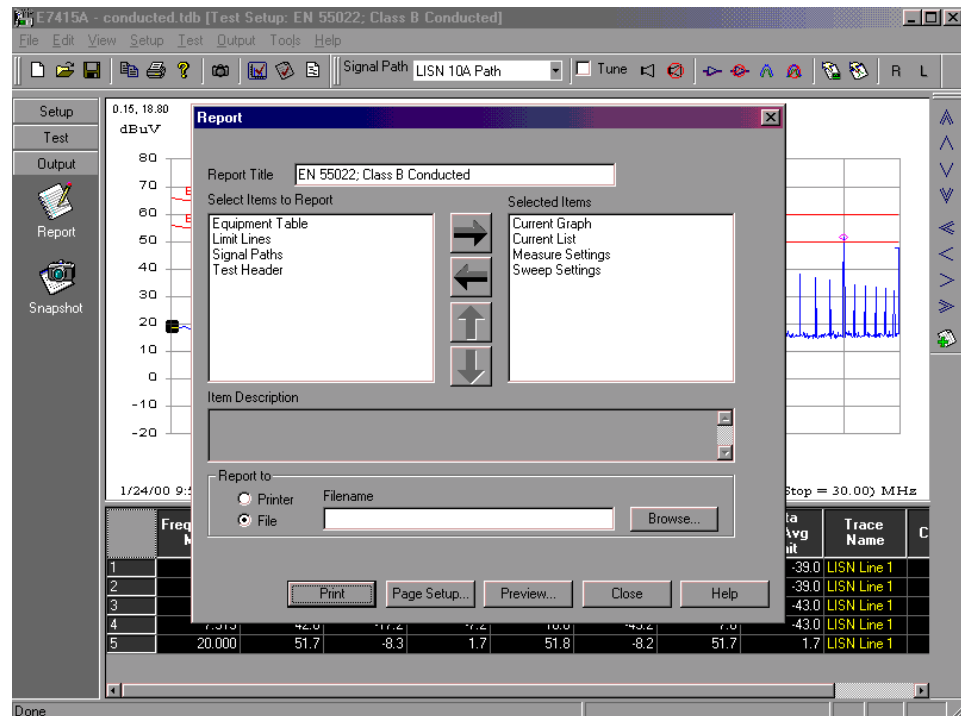 E7415A - conducted.tdb [Test Setup: EN 55022; Class B Conducted]
File Edit View Setup Test Output Tools Help
Signal Path LISN 10A Path Tune R L
Setup
Test
Output
Report
Snapshot
0.15, 18.80
dBuV
80
70
60
50
40
30
20
10
0
-10
-20
1/24/00 9:5
Stop = 30.00) MHz
Report
Report Title EN 55022; Class B Conducted
Select Items to Report
Equipment Table
Limit Lines
Signal Paths
Test Header
Selected Items
Current Graph
Current List
Measure Settings
Sweep Settings
Item Description
Report to
Printer
File
Filename
Browse...
Print Page Setup... Preview... Close Help
Freq
Avg
Trace
Name
C
1 -39.0 LISN Line 1
2 -39.0 LISN Line 1
3 -43.0 LISN Line 1
4 -43.0 LISN Line 1
5 20.000 51.7 -8.3 1.7 51.8 -8.2 51.7 1.7 LISN Line 1
Done